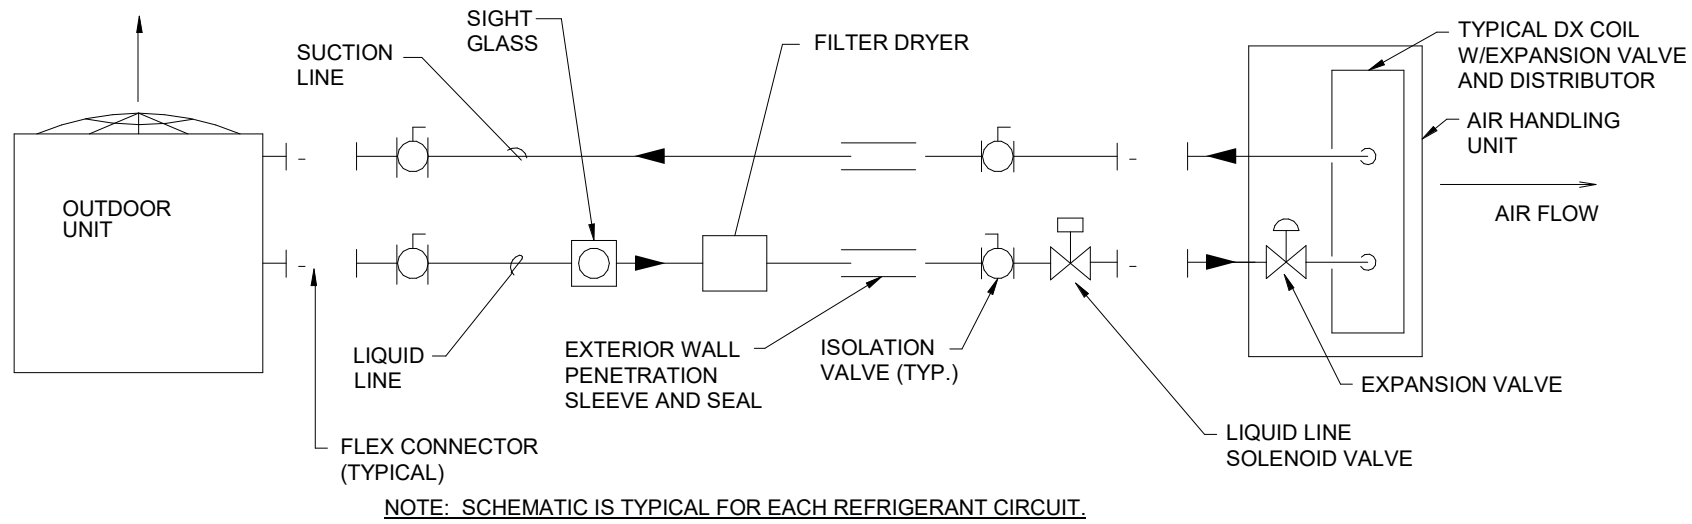 SIGHT
GLASS
SUCTION
LINE
FILTER DRYER
TYPICAL DX COIL
W/EXPANSION VALVE
AND DISTRIBUTOR
AIR HANDLING
UNIT
OUTDOOR
UNIT
AIR FLOW
LIQUID
LINE
EXTERIOR WALL
PENETRATION
SLEEVE AND SEAL
ISOLATION
VALVE (TYP.)
EXPANSION VALVE
FLEX CONNECTOR
(TYPICAL)
LIQUID LINE
SOLENOID VALVE
NOTE: SCHEMATIC IS TYPICAL FOR EACH REFRIGERANT CIRCUIT.